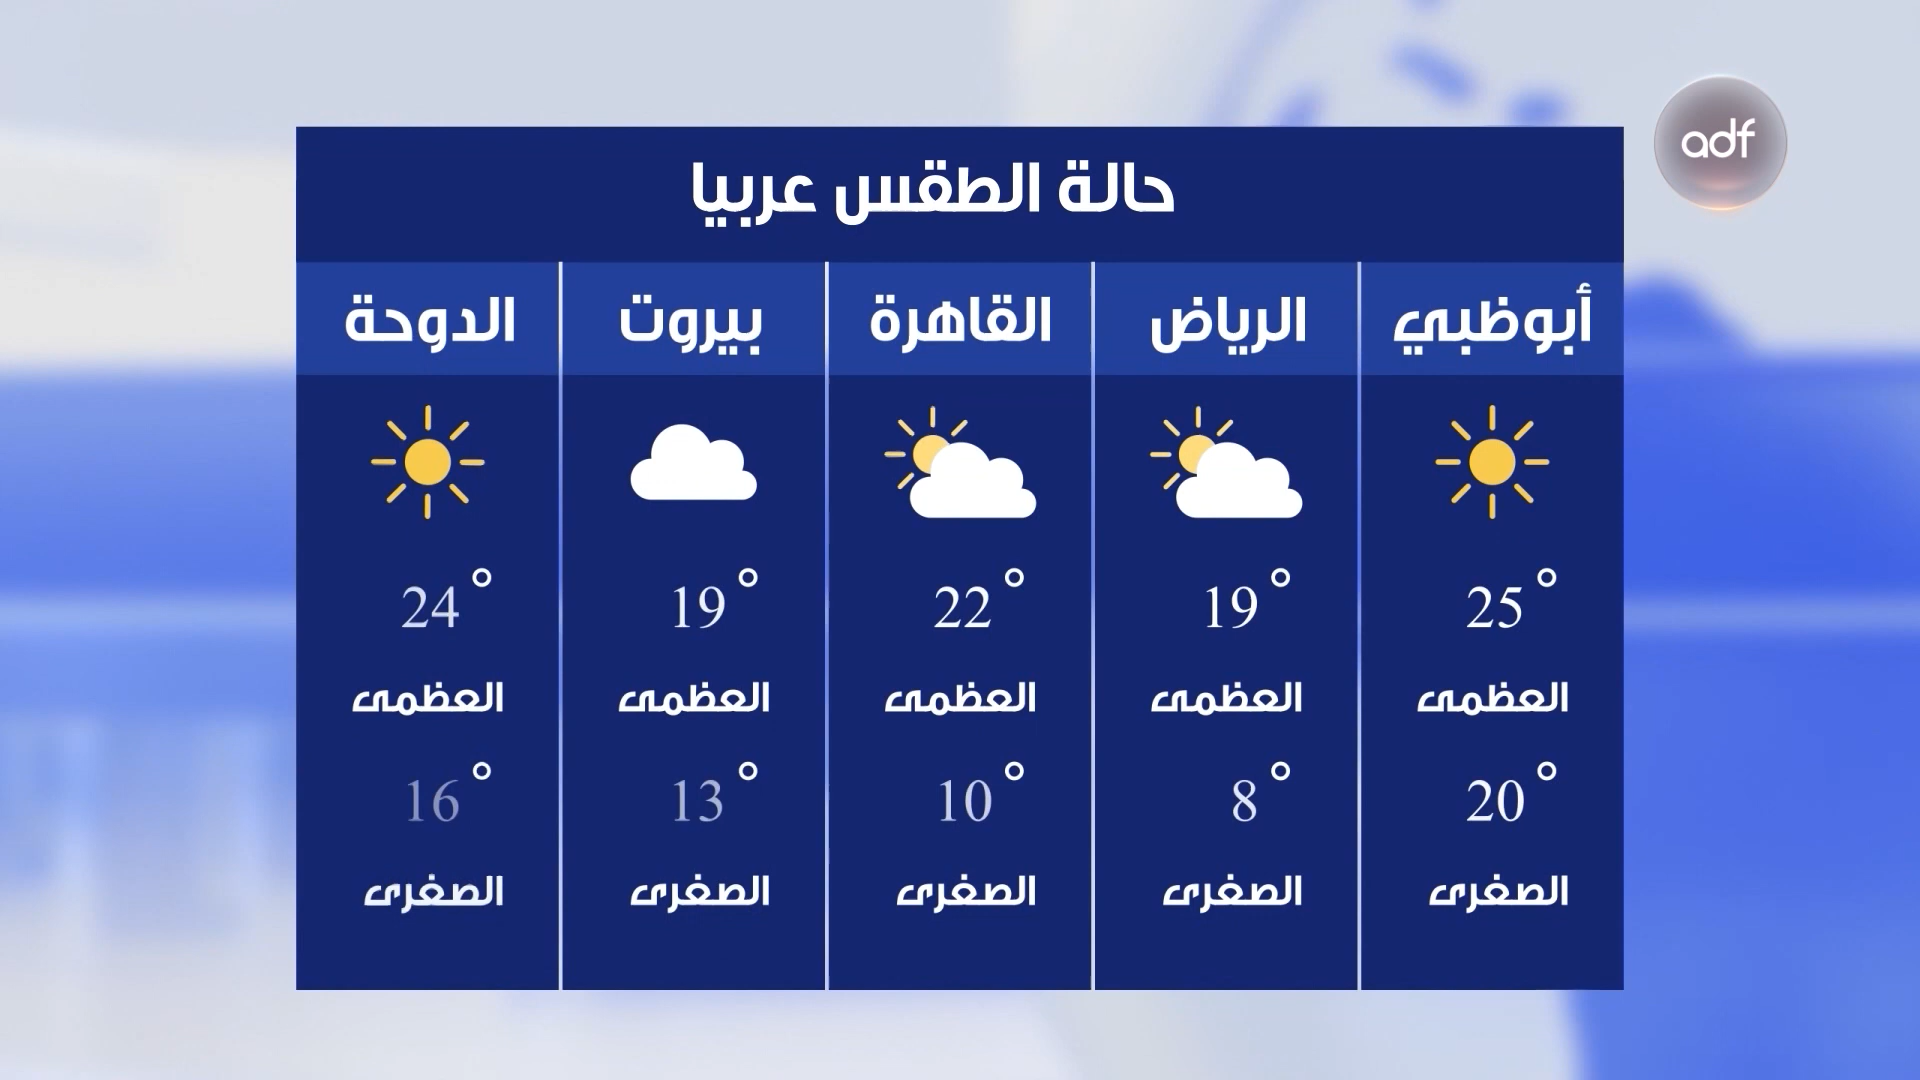 adf
حالة الطقس عربيا
أبوظبي
الرياض
القاهرة
بيروت
الدوحة
25°
19°
22°
19°
24°
العظمى
العظمى
العظمى
العظمى
العظمى
20°
8°
10°
13°
16°
الصغرى
الصغرى
الصغرى
الصغرى
الصغرى